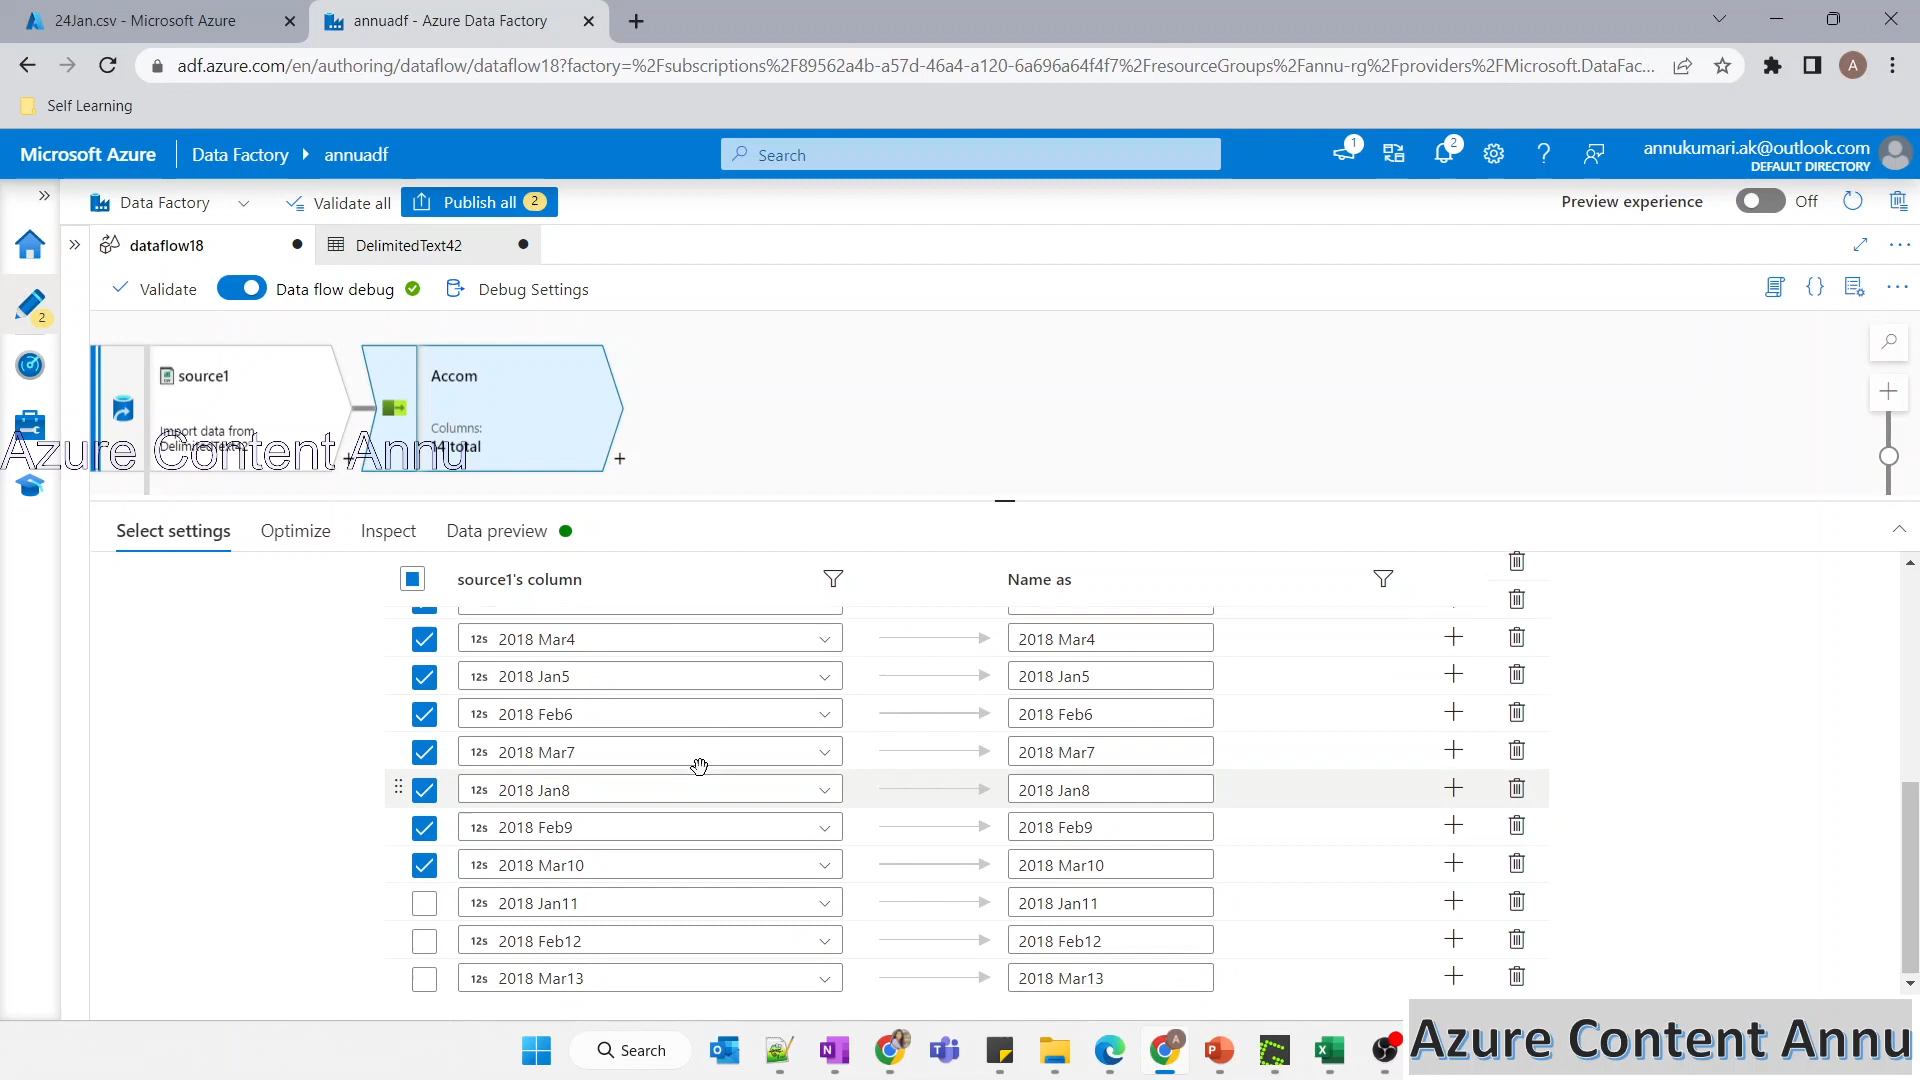 24Jan.csv - Microsoft Azure
annuadf - Azure Data Factory
adf.azure.com/en/authoring/dataflow/dataflow18?factory=%2Fsubscriptions%2F89562a4b-a57d-46a4-a120-6a696a64f4f7%2FresourceGroups%2Fannu-rg%2Fproviders%2FMicrosoft.DataFac...
A
Self Learning
Microsoft Azure
Data Factory
annuadf
Search
1
2
annukumari.ak@outlook.com
DEFAULT DIRECTORY
Data Factory
Validate all
Publish all 2
Preview experience
Off
dataflow18
DelimitedText42
Validate
Data flow debug
Debug Settings
2
source1
Import data from
DelimitedText42
Accom
Columns:
14 total
Azure Content Annu
Select settings
Optimize
Inspect
Data preview
source1's column
Name as
12s 2018 Mar4
2018 Mar4
12s 2018 Jan5
2018 Jan5
12s 2018 Feb6
2018 Feb6
12s 2018 Mar7
2018 Mar7
12s 2018 Jan8
2018 Jan8
12s 2018 Feb9
2018 Feb9
12s 2018 Mar10
2018 Mar10
12s 2018 Jan11
2018 Jan11
12s 2018 Feb12
2018 Feb12
12s 2018 Mar13
2018 Mar13
Search
Azure Content Annu